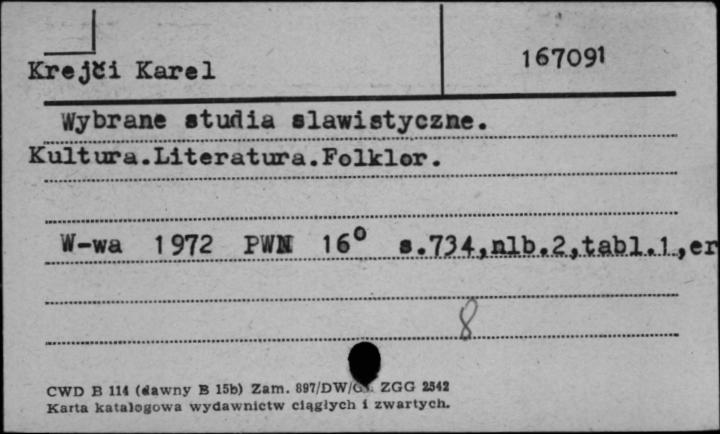 167091
Krejči Karel
Wybrane studia slawistyczne.
Kultura.Literatura.Folklor.
W-wa 1972 PWN 16⁰ s.734,nlb.2,tabl.1,er
8
CWD B 114 (dawny B 15b) Zam. 897/DW/ ZGG 2542
Karta katalogowa wydawnictw ciągłych i zwartych.